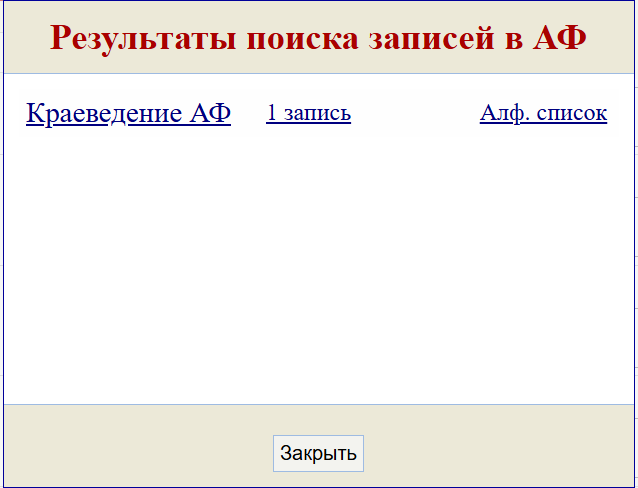 Результаты поиска записей в АФ
Краеведение АФ 1 запись Алф. список
Закрыть